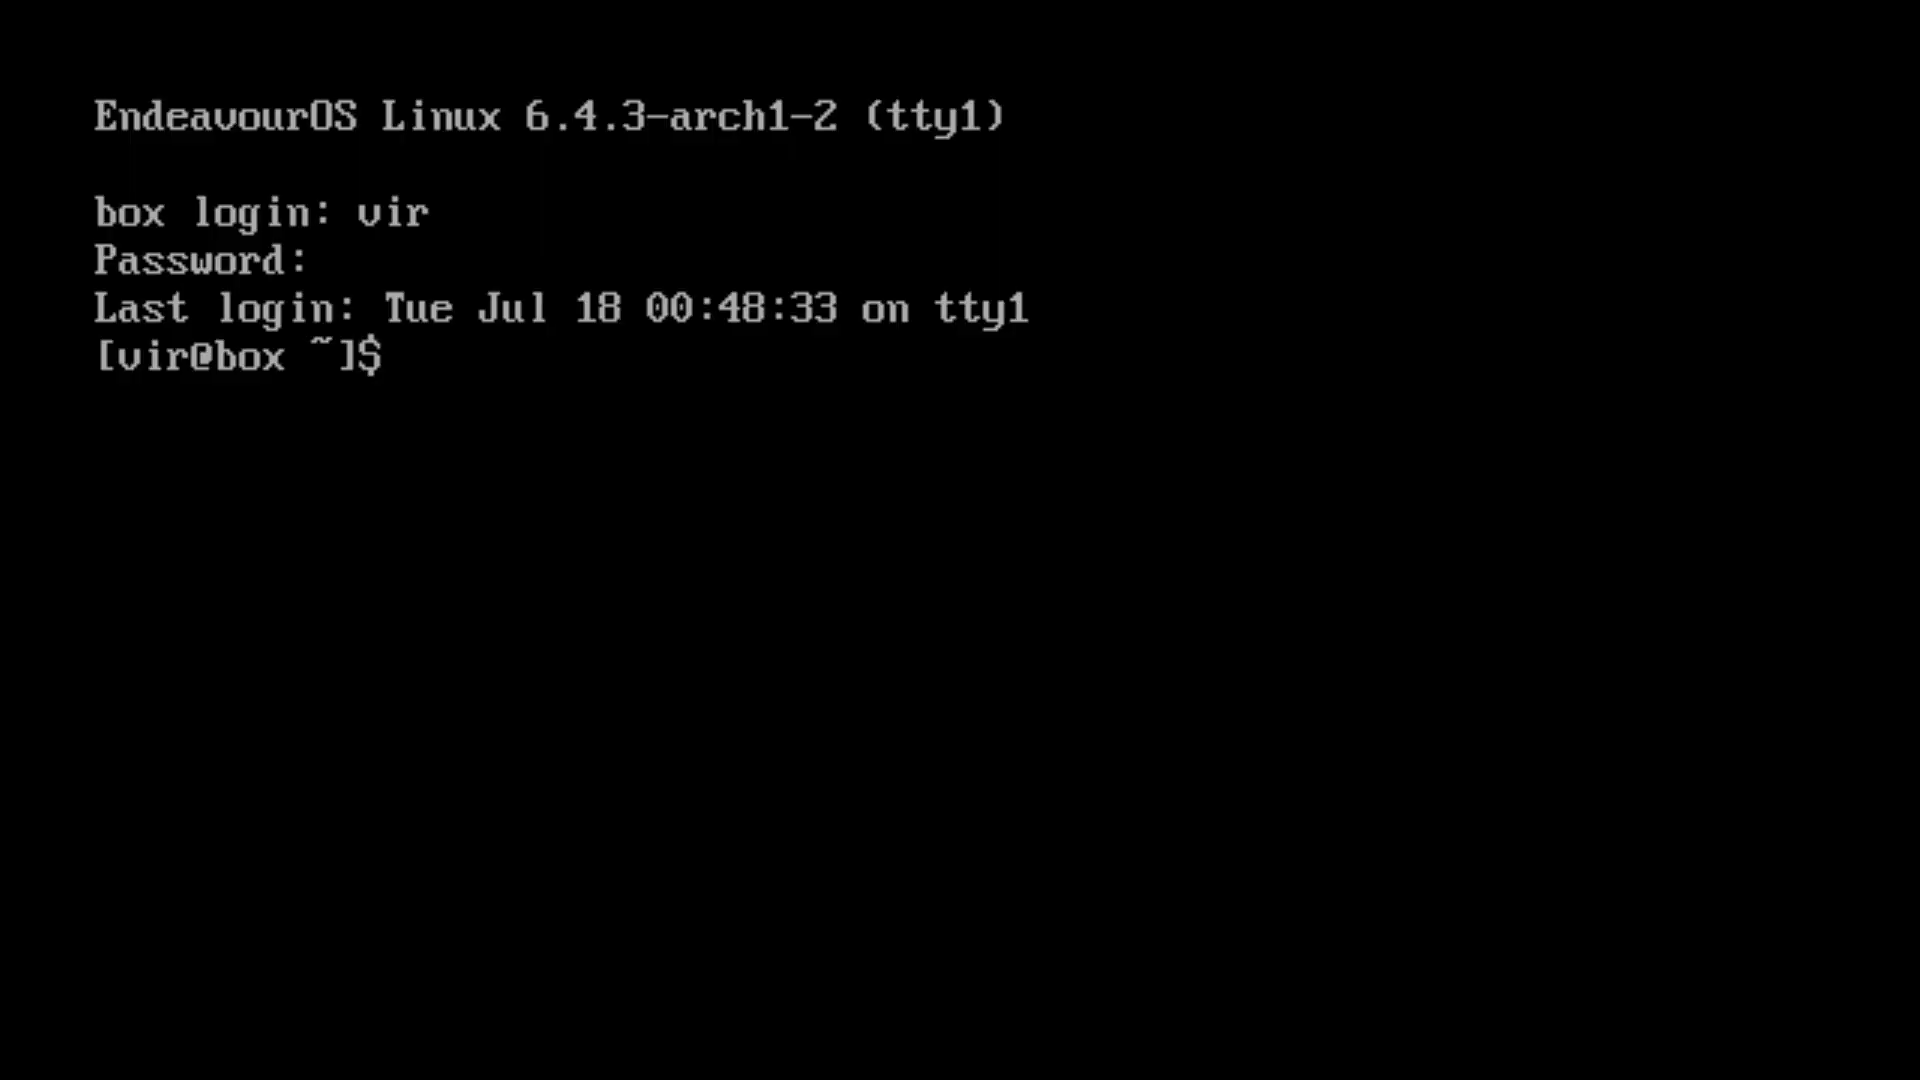 EndeavourOS Linux 6.4.3-arch1-2 (tty1)
box login: vir
Password:
Last login: Tue Jul 18 00:48:33 on tty1
[vir@box ~]$